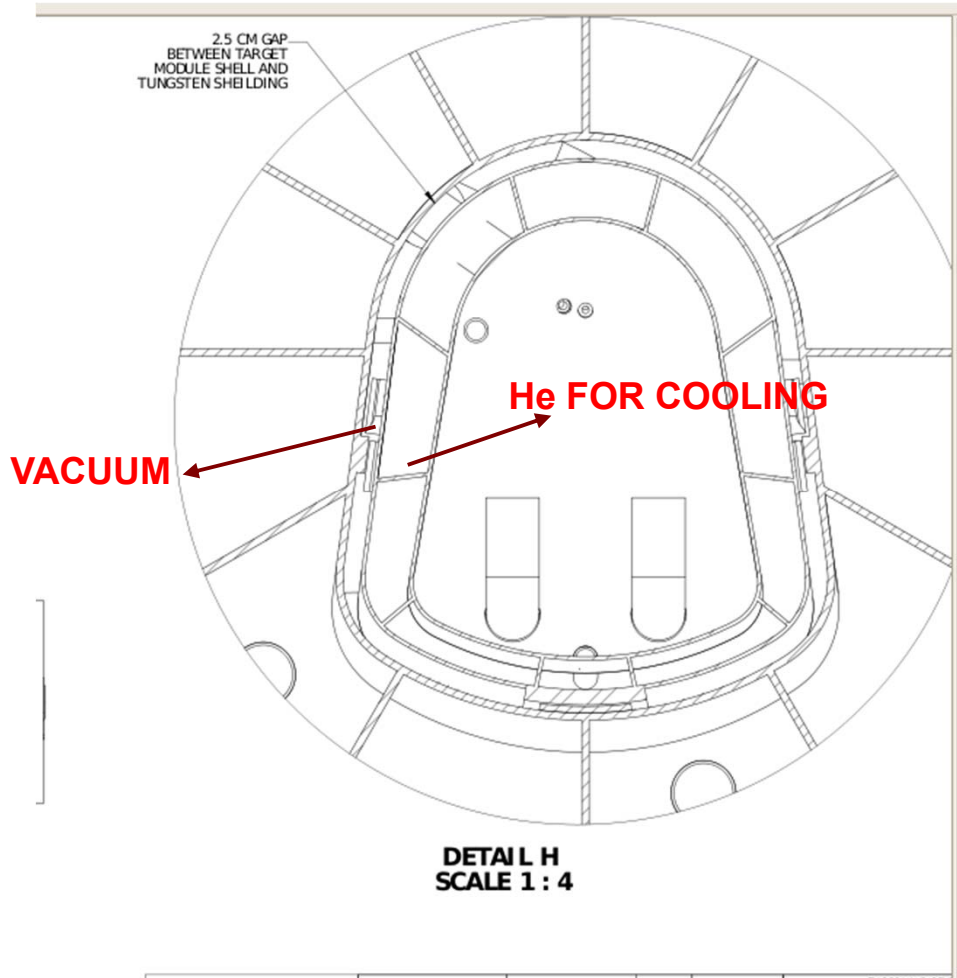 2.5 CM GAP
BETWEEN TARGET
MODULE SHELL AND
TUNGSTEN SHEILDING
He FOR COOLING
VACUUM
DETAIL H
SCALE 1 : 4